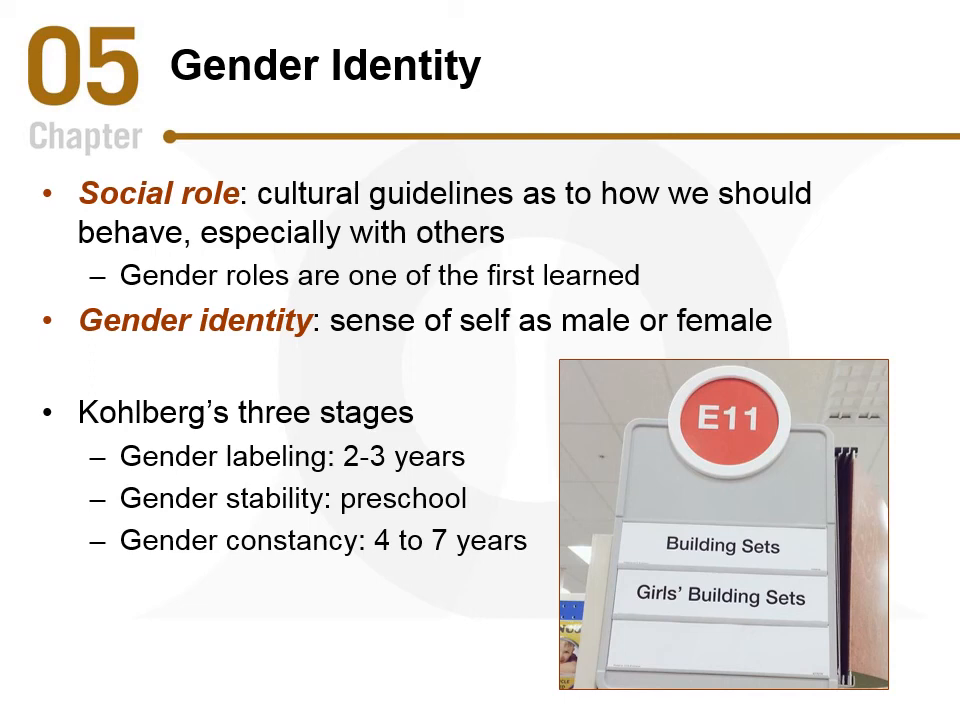 05
Chapter
Gender Identity
• Social role: cultural guidelines as to how we should
behave, especially with others
– Gender roles are one of the first learned
• Gender identity: sense of self as male or female
• Kohlberg’s three stages
– Gender labeling: 2-3 years
– Gender stability: preschool
– Gender constancy: 4 to 7 years
E11
Building Sets
Girls’ Building Sets